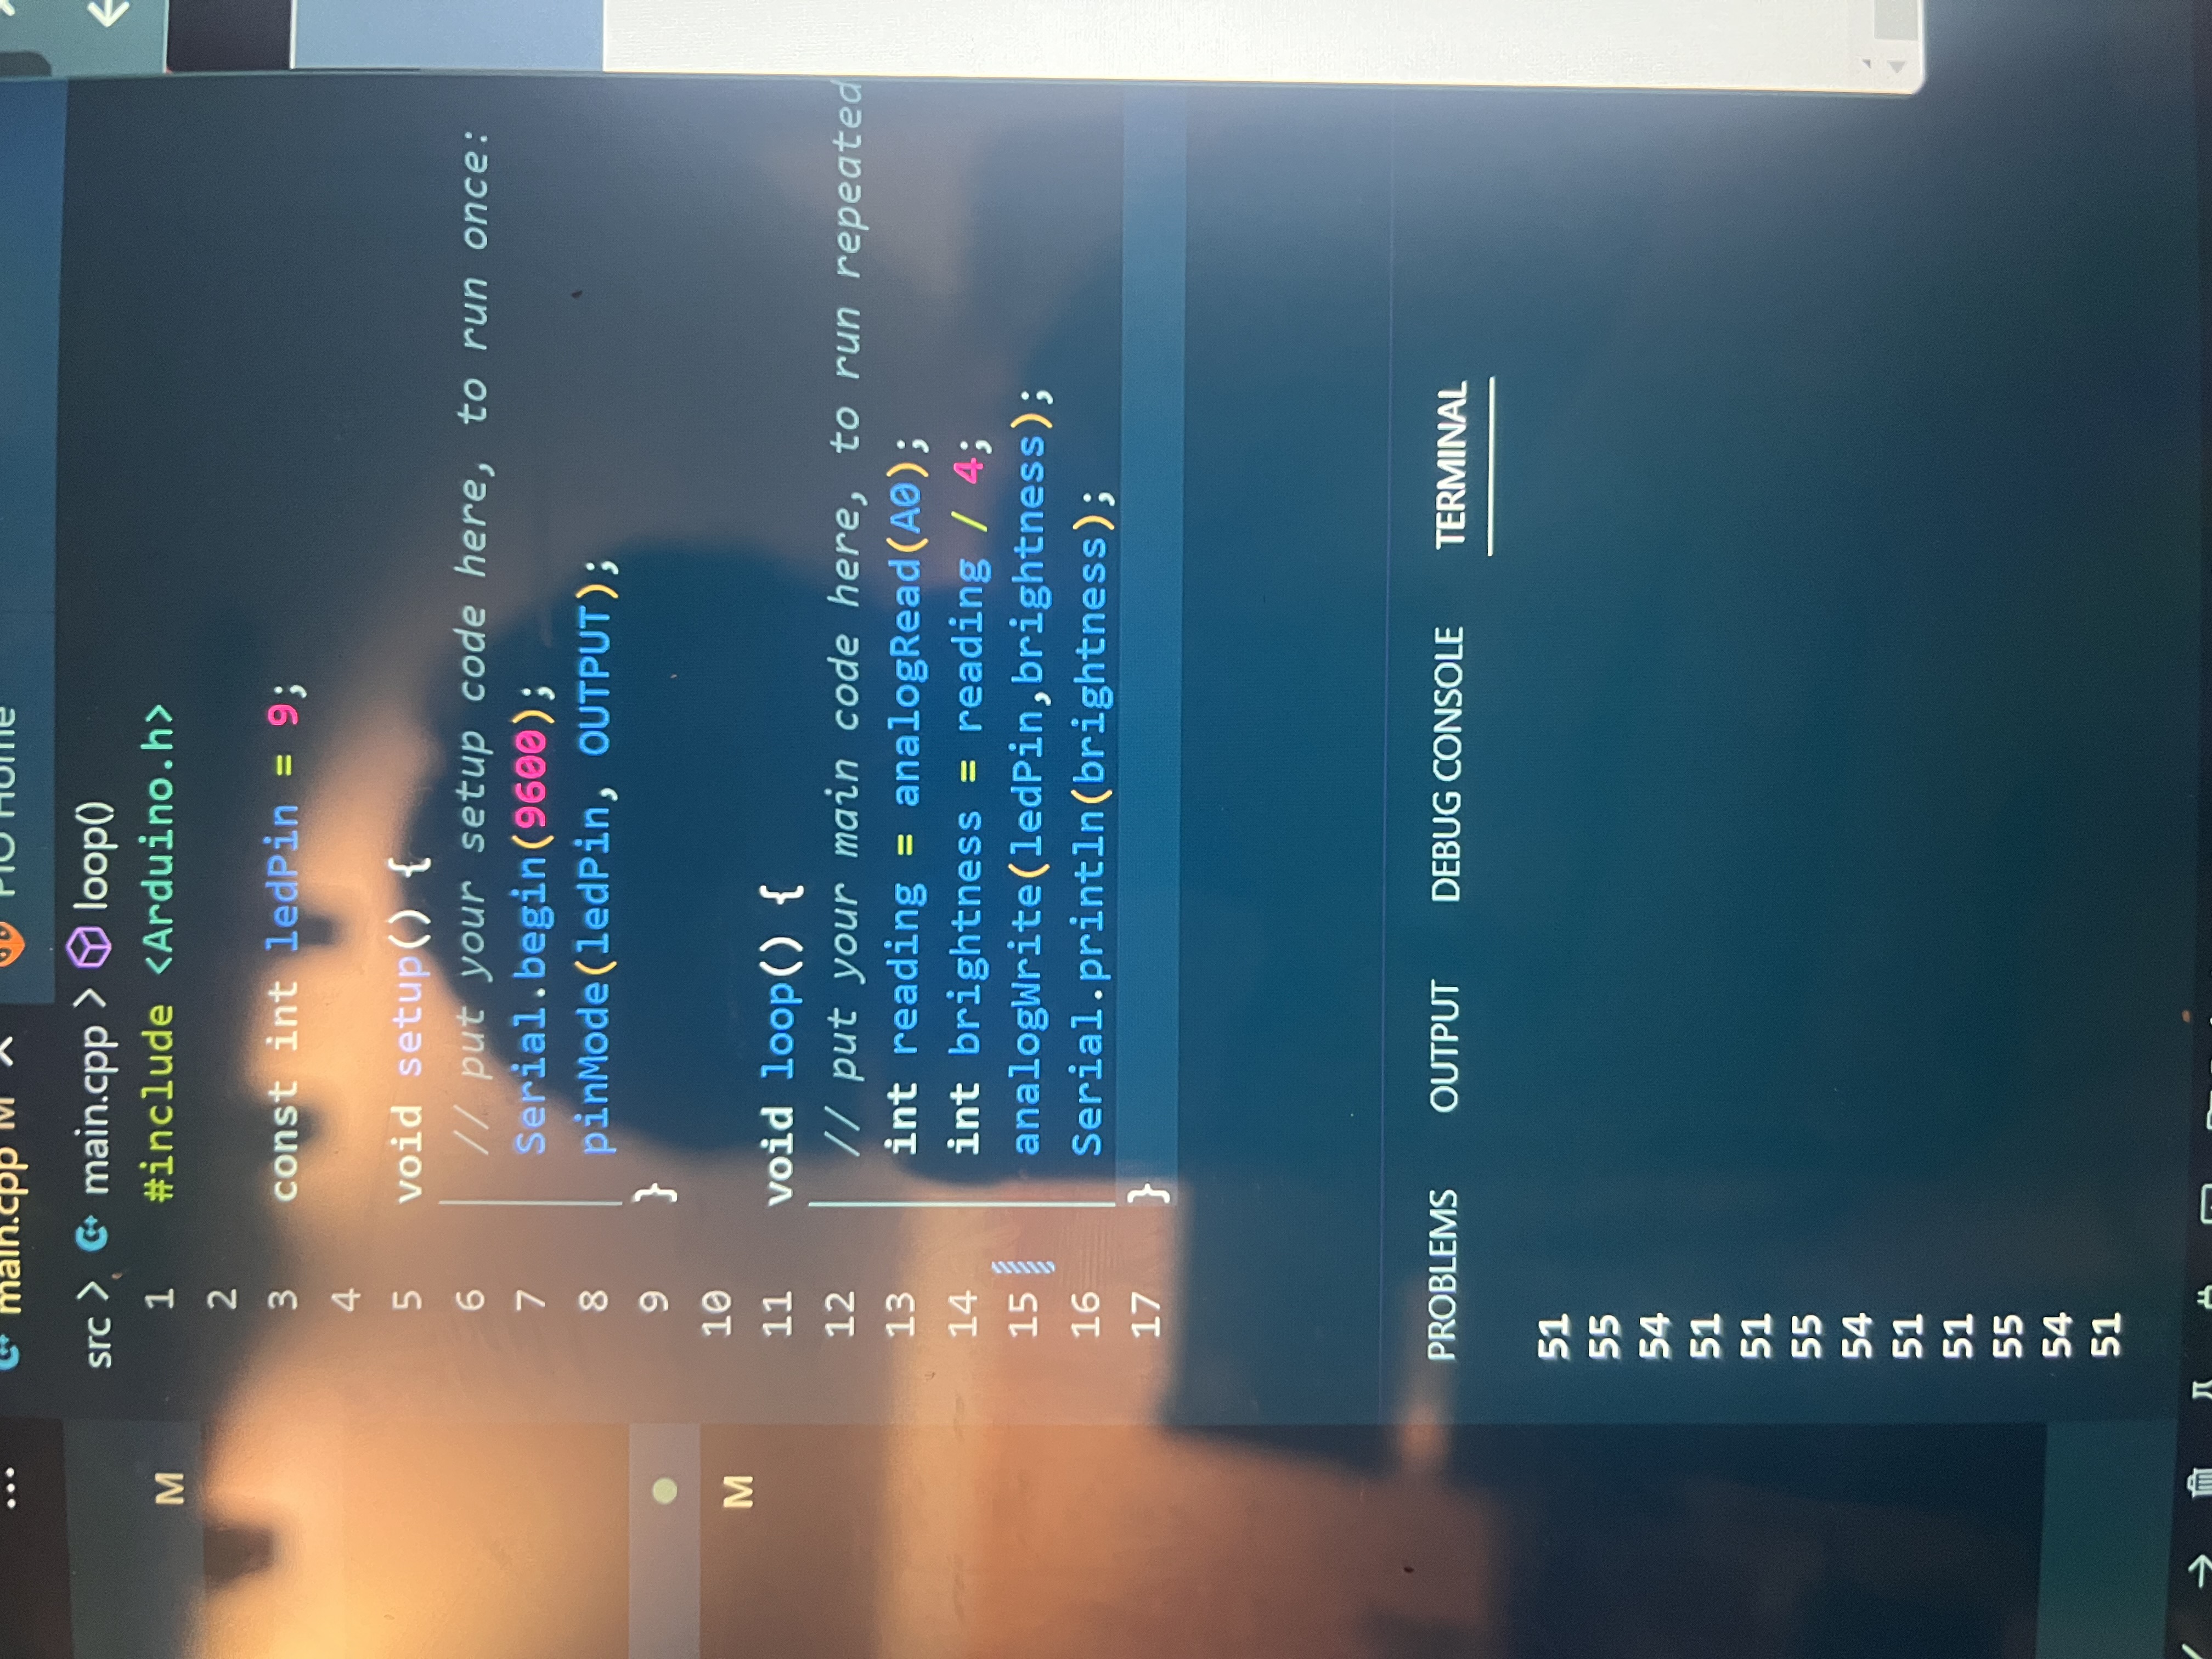 main.cpp M
PIO Home
src > main.cpp > loop()
M
1 #include <Arduino.h>
2
3 const int ledPin = 9;
4
5 void setup() {
6 // put your setup code here, to run once:
7 Serial.begin(9600);
8 pinMode(ledPin, OUTPUT);
9 }
M
10
11 void loop() {
12 // put your main code here, to run repeated
13 int reading = analogRead(A0);
14 int brightness = reading / 4;
15 analogWrite(ledPin,brightness);
16 Serial.println(brightness);
17 }
PROBLEMS OUTPUT DEBUG CONSOLE TERMINAL
51
55
54
51
51
55
54
51
51
55
54
51